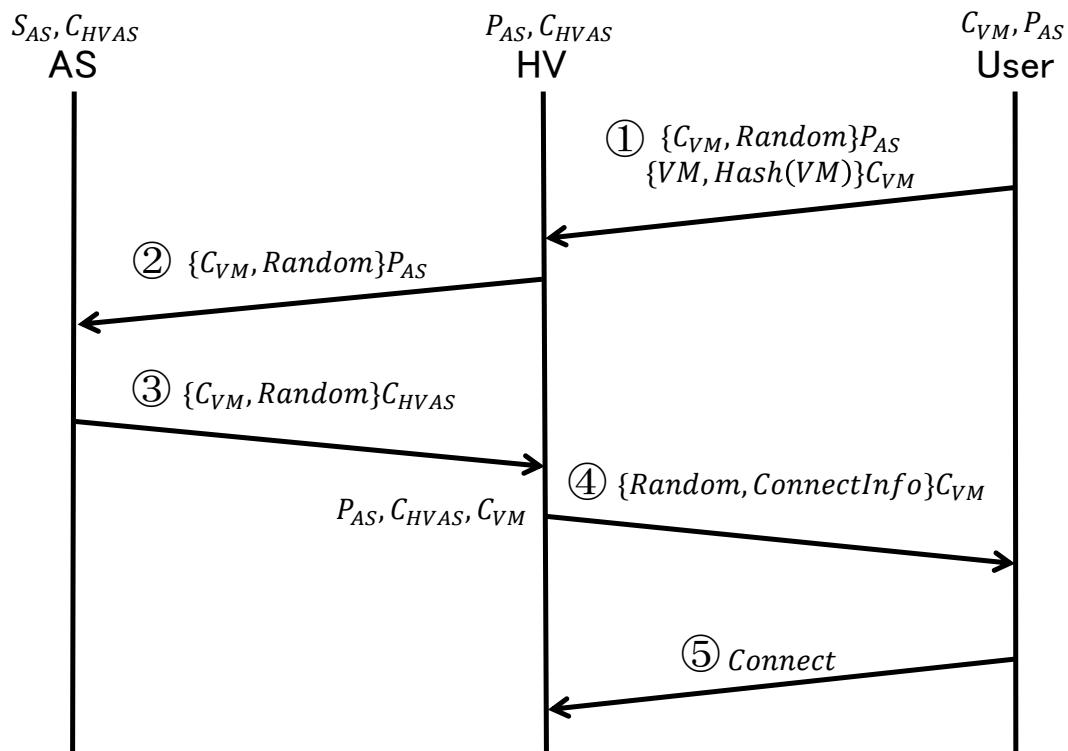 S_AS, C_HVAS
P_AS, C_HVAS
C_VM, P_AS
AS
HV
User
① {C_VM, Random}P_AS
{VM, Hash(VM)}C_VM
② {C_VM, Random}P_AS
③ {C_VM, Random}C_HVAS
④ {Random, ConnectInfo}C_VM
P_AS, C_HVAS, C_VM
⑤ Connect